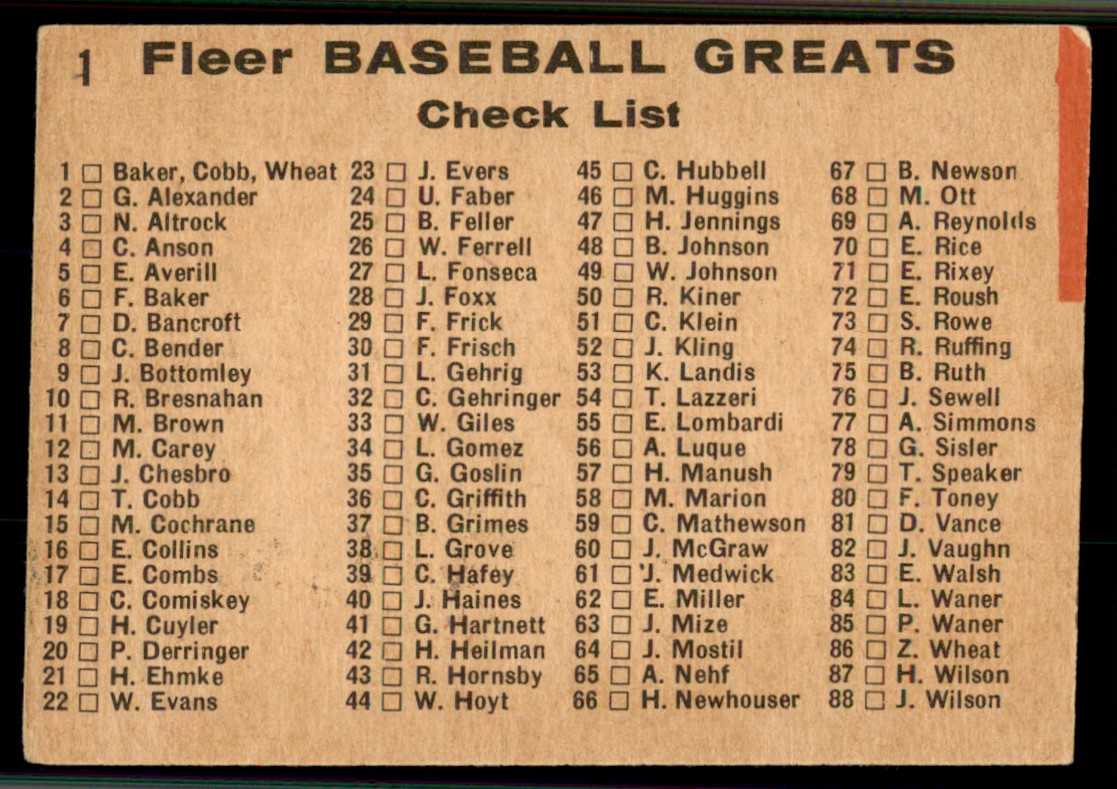 1 Fleer BASEBALL GREATS
Check List
1 □ Baker, Cobb, Wheat
2 □ G. Alexander
3 □ N. Altrock
4 □ C. Anson
5 □ E. Averill
6 □ F. Baker
7 □ D. Bancroft
8 □ C. Bender
9 □ J. Bottomley
10 □ R. Bresnahan
11 □ M. Brown
12 □ M. Carey
13 □ J. Chesbro
14 □ T. Cobb
15 □ M. Cochrane
16 □ E. Collins
17 □ E. Combs
18 □ C. Comiskey
19 □ H. Cuyler
20 □ P. Derringer
21 □ H. Ehmke
22 □ W. Evans
23 □ J. Evers
24 □ U. Faber
25 □ B. Feller
26 □ W. Ferrell
27 □ L. Fonseca
28 □ J. Foxx
29 □ F. Frick
30 □ F. Frisch
31 □ L. Gehrig
32 □ C. Gehringer
33 □ W. Giles
34 □ L. Gomez
35 □ G. Goslin
36 □ C. Griffith
37 □ B. Grimes
38 □ L. Grove
39 □ C. Hafey
40 □ J. Haines
41 □ G. Hartnett
42 □ H. Heilman
43 □ R. Hornsby
44 □ W. Hoyt
45 □ C. Hubbell
46 □ M. Huggins
47 □ H. Jennings
48 □ B. Johnson
49 □ W. Johnson
50 □ R. Kiner
51 □ C. Klein
52 □ J. Kling
53 □ K. Landis
54 □ T. Lazzeri
55 □ E. Lombardi
56 □ A. Luque
57 □ H. Manush
58 □ M. Marion
59 □ C. Mathewson
60 □ J. McGraw
61 □ J. Medwick
62 □ E. Miller
63 □ J. Mize
64 □ J. Mostil
65 □ A. Nehf
66 □ H. Newhouser
67 □ B. Newson
68 □ M. Ott
69 □ A. Reynolds
70 □ E. Rice
71 □ E. Rixey
72 □ E. Roush
73 □ S. Rowe
74 □ R. Ruffing
75 □ B. Ruth
76 □ J. Sewell
77 □ A. Simmons
78 □ G. Sisler
79 □ T. Speaker
80 □ F. Toney
81 □ D. Vance
82 □ J. Vaughn
83 □ E. Walsh
84 □ L. Waner
85 □ P. Waner
86 □ Z. Wheat
87 □ H. Wilson
88 □ J. Wilson